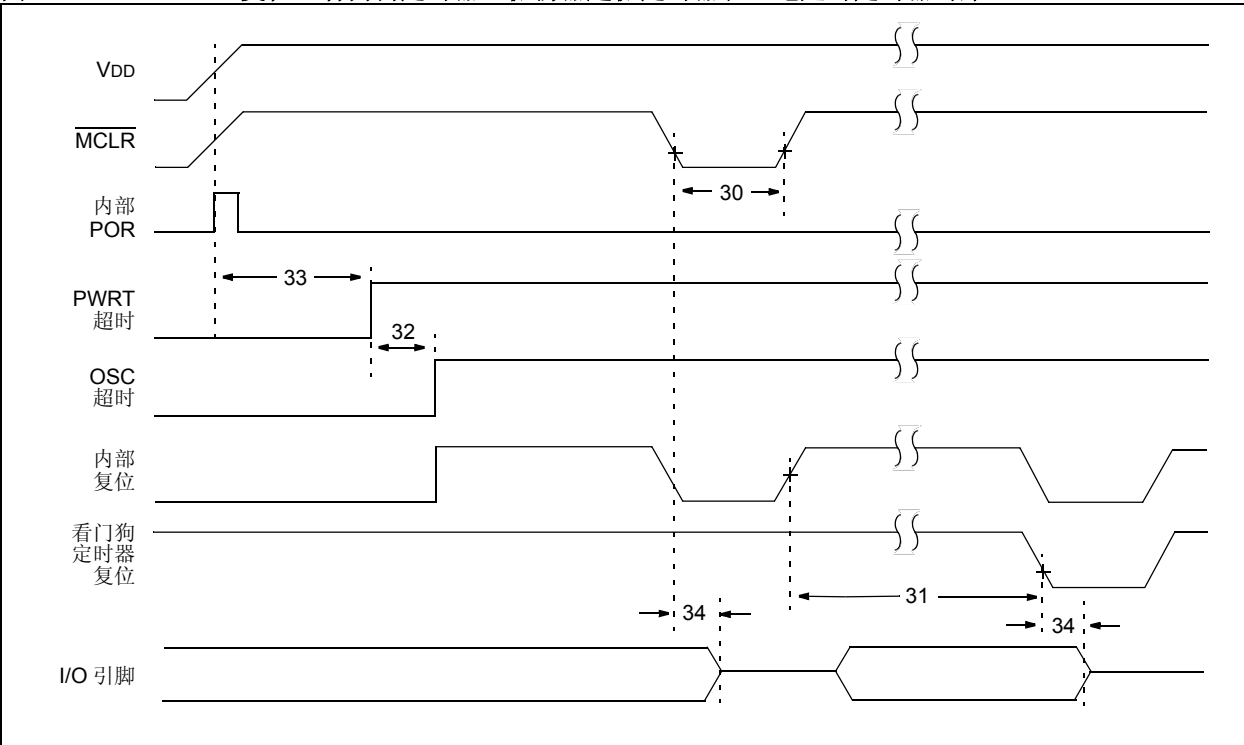 VDD
MCLR
30
内部
POR
33
PWRT
超时
32
OSC
超时
内部
复位
看门狗
定时器
复位
31
34
34
I/O 引脚